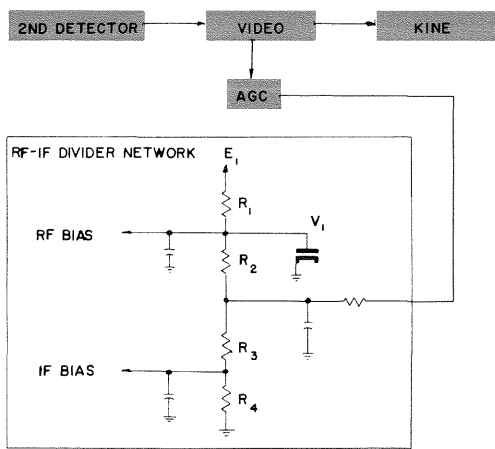 2ND DETECTOR
VIDEO
KINE
AGC
RF-IF DIVIDER NETWORK
E₁
R₁
V₁
RF BIAS
R₂
R₃
IF BIAS
R₄